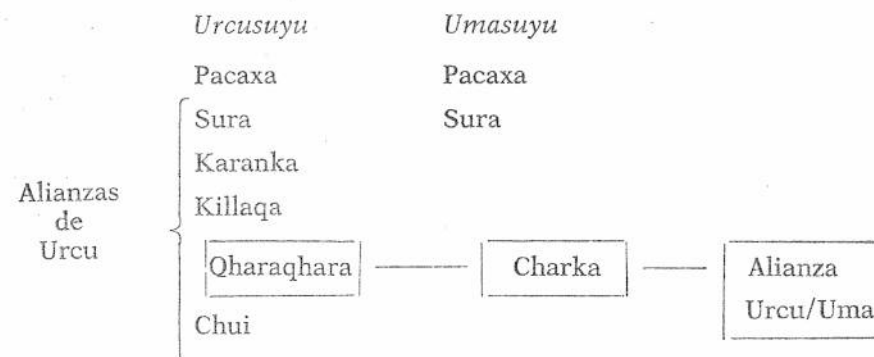 Urcusuyu Umasuyu
Pacaxa Pacaxa
Sura Sura
Karanka
Killaqa
Alianzas
de
Urcu
Qharaqhara Charka Alianza
Urcu/Uma
Chui